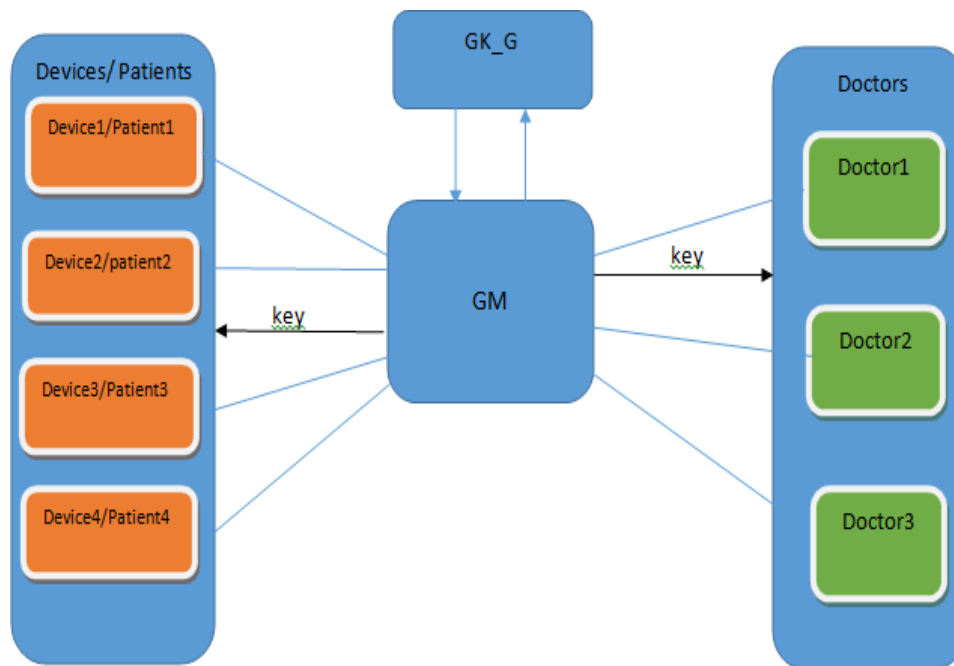 GK_G
Devices/ Patients
Device1/Patient1
Device2/patient2
Device3/Patient3
Device4/Patient4
key
GM
key
Doctors
Doctor1
Doctor2
Doctor3